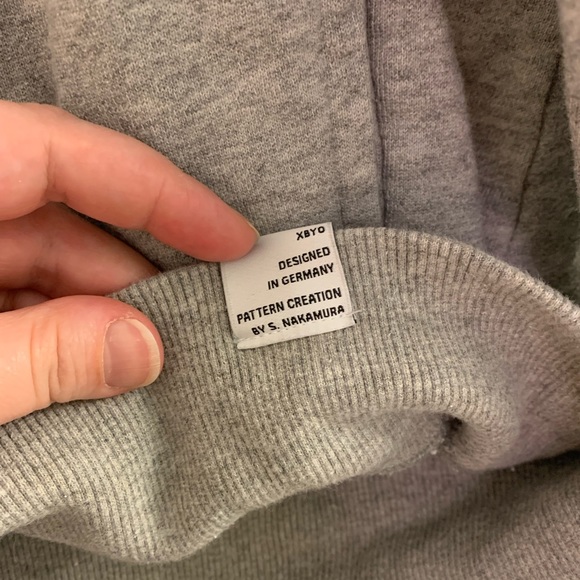 XBYO
DESIGNED
IN GERMANY
PATTERN CREATION
BY S. NAKAMURA